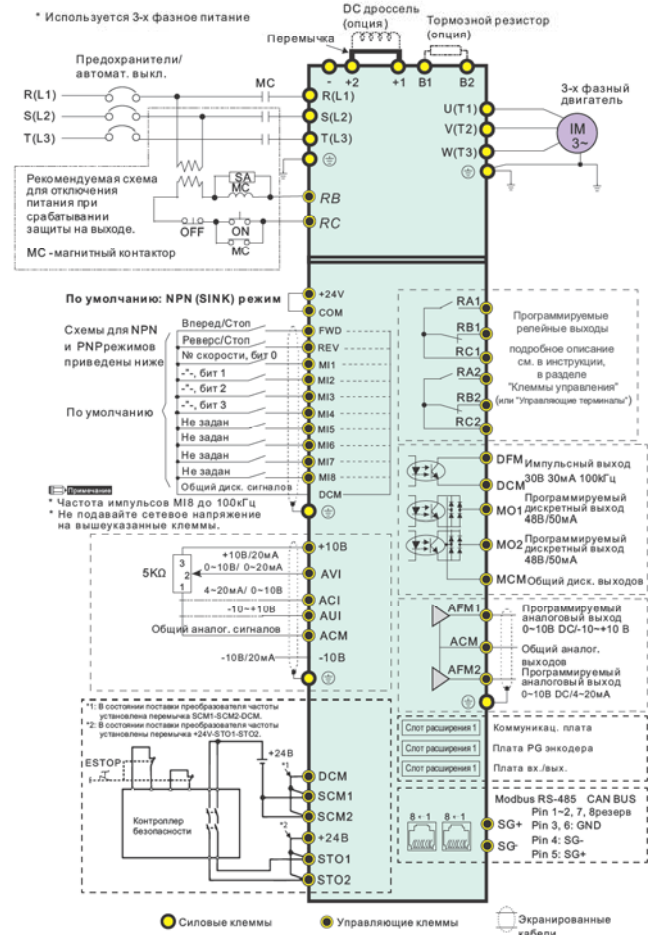 * Используется 3-х фазное питание
DC дроссель
(опция)
Перемычка
Тормозной резистор
(опция)
Предохранители/
автомат. выкл.
MC
- +2 +1 B1 B2
R(L1)
S(L2)
T(L3)
R(L1)
S(L2)
T(L3)
U(T1)
V(T2)
W(T3)
3-х фазный
двигатель
IM
3~
Рекомендуемая схема
для отключения
питания при
срабатывании
защиты на выходе.
МС -магнитный контактор
SA
MC
OFF
ON
MC
RB
RC
По умолчанию: NPN (SINK) режим
Схемы для NPN
и PNPрежимов
приведены ниже
По умолчанию
Вперед/Стоп
Реверс/Стоп
№ скорости, бит 0
-"-, бит 1
-"-, бит 2
-"-, бит 3
Не задан
Не задан
Не задан
Не задан
Общий диск. сигналов
+24V
COM
FWD
REV
MI1
MI2
MI3
MI4
MI5
MI6
MI7
MI8
DCM
Примечание
* Частота импульсов MI8 до 100кГц
* Не подавайте сетевое напряжение
на вышеуказанные клеммы.
RA1
RB1
RC1
RA2
RB2
RC2
Программируемые
релейные выходы
подробное описание
см. в инструкции,
в разделе
"Клеммы управления"
(или "Управляющие терминалы")
DFM
DCM
MO1
MO2
MCM
Импульсный выход
30В 30мА 100кГц
Программируемый
дискретный выход
48В/50мА
Программируемый
дискретный выход
48В/50мА
Общий диск. выходов
5KΩ
3
2
1
+10В/20мА
0~10В/ 0~20мА
4~20мА/ 0~10В
-10~+10В
Общий аналог. сигналов
-10В/20мА
+10В
AVI
ACI
AUI
ACM
-10В
AFM1
ACM
AFM2
Программируемый
аналоговый выход
0~10В DC/-10~+10 В
Общий аналог.
выходов
Программируемый
аналоговый выход
0~10В DC/4~20мА
*1: В состоянии поставки преобразователя частоты
установлена перемычка SCM1-SCM2-DCM.
*2: В состоянии поставки преобразователя частоты
установлены перемычка +24V-STO1-STO2.
ESTOP
Контроллер
безопасности
+24В
*1
*2
DCM
SCM1
SCM2
+24В
STO1
STO2
Слот расширения 1
Коммуникац. плата
Слот расширения 1
Плата PG энкодера
Слот расширения 1
Плата вх./вых.
8 ← 1
8 ← 1
SG+
SG-
Modbus RS-485 CAN BUS
Pin 1~2, 7, 8резерв
Pin 3, 6: GND
Pin 4: SG-
Pin 5: SG+
Силовые клеммы
Управляющие клеммы
Экранированные
кабели